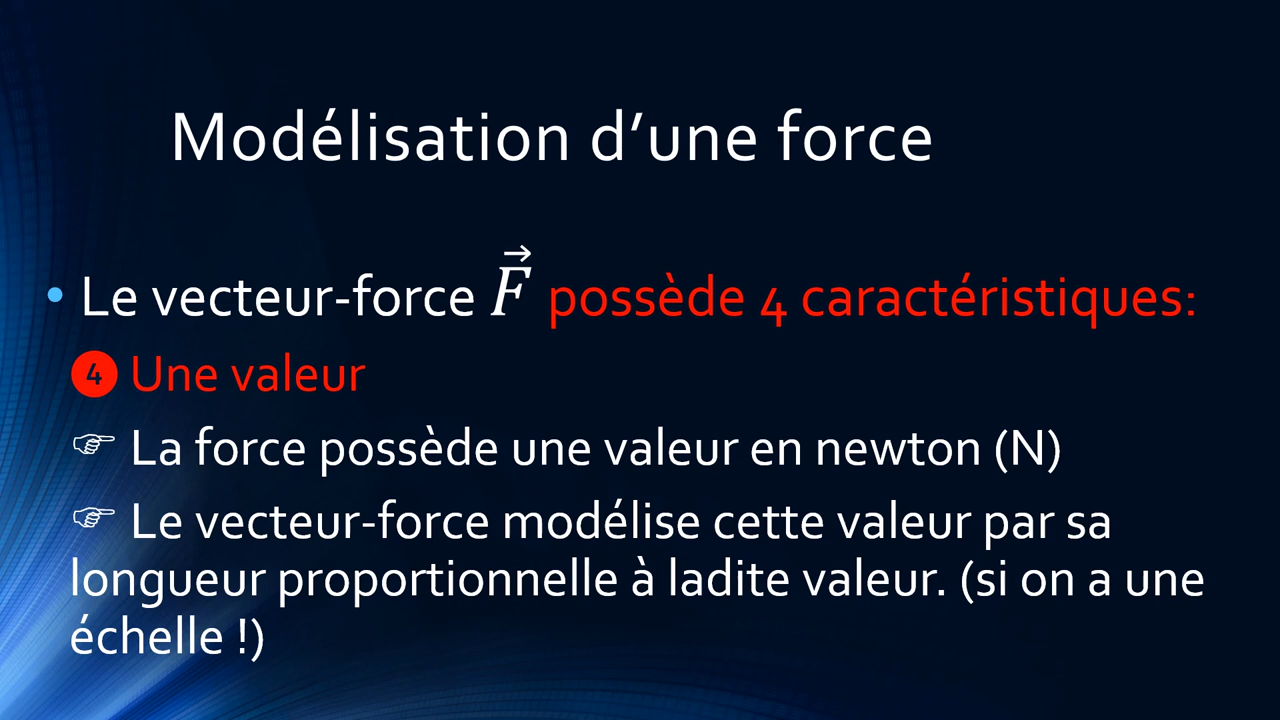 Modélisation d’une force
• Le vecteur-force F⃗ possède 4 caractéristiques:
❹ Une valeur
☞ La force possède une valeur en newton (N)
☞ Le vecteur-force modélise cette valeur par sa
longueur proportionnelle à ladite valeur. (si on a une
échelle !)